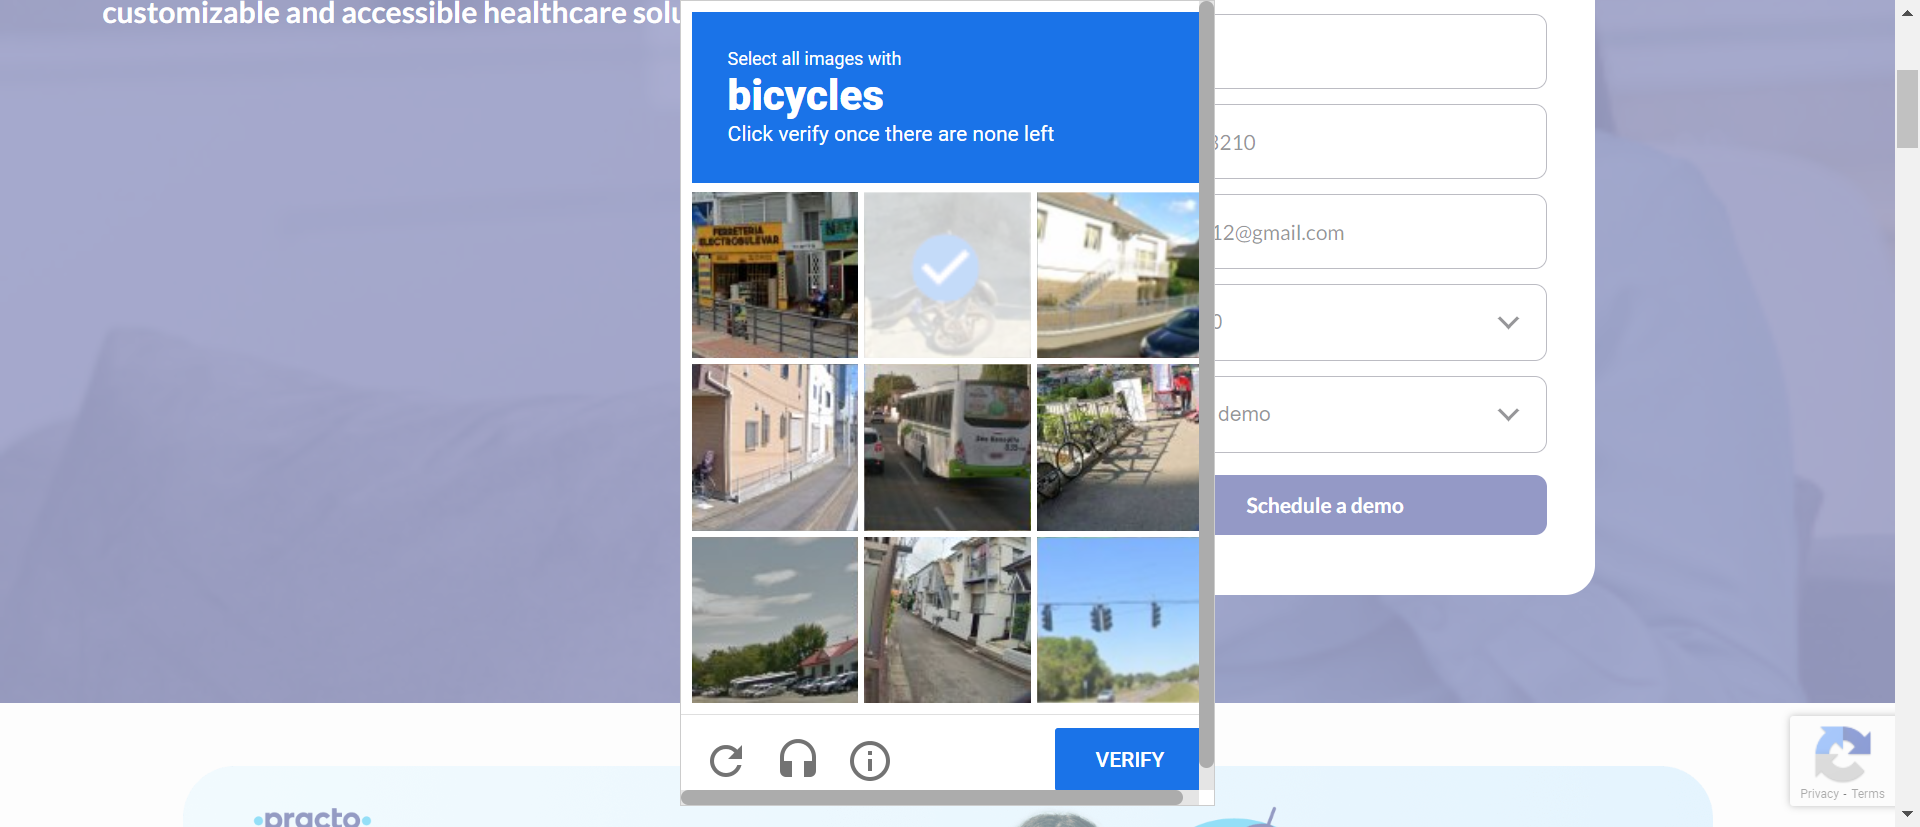 customizable and accessible healthcare solu
Select all images with
bicycles
Click verify once there are none left
3210
12@gmail.com
0
demo
Schedule a demo
FERRETERIA
ELECTROBULEVAR
NAT
VERIFY
Privacy - Terms
practo